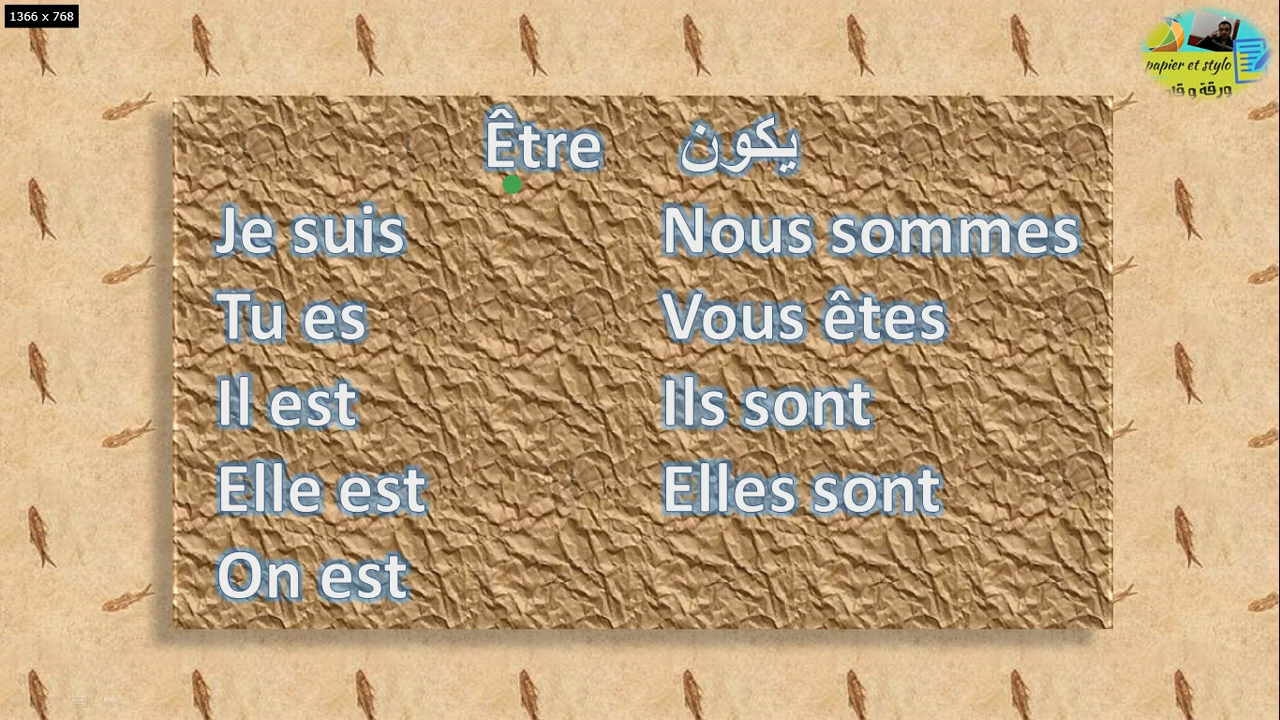 1366 x 768
papier et stylo
Être يكون
Je suis
Tu es
Il est
Elle est
On est
Nous sommes
Vous êtes
Ils sont
Elles sont